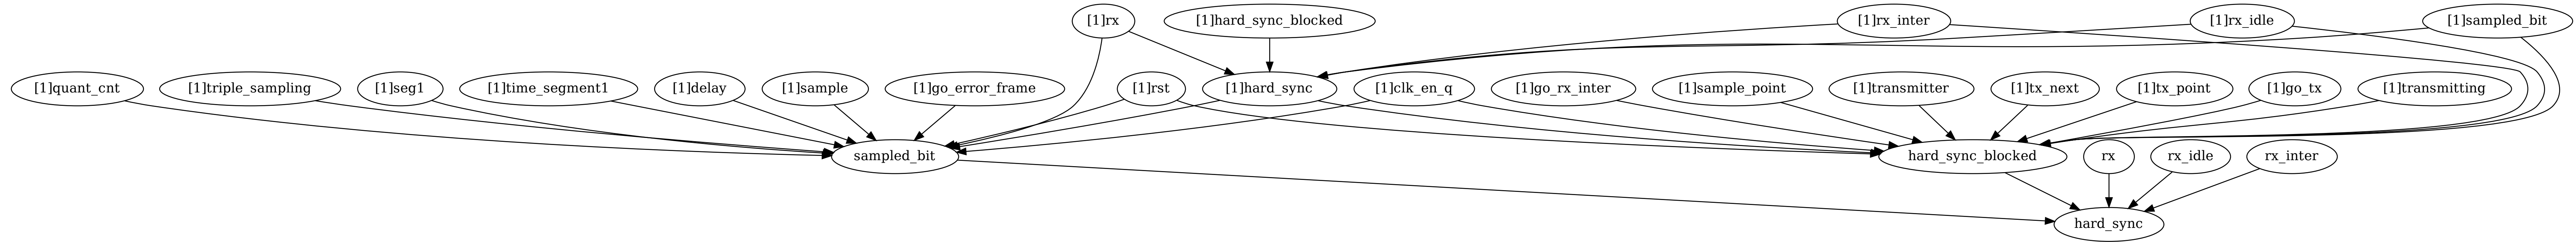 [1]rx
[1]hard_sync_blocked
[1]rx_inter
[1]rx_idle
[1]sampled_bit
[1]quant_cnt
[1]triple_sampling
[1]seg1
[1]time_segment1
[1]delay
[1]sample
[1]go_error_frame
[1]rst
[1]hard_sync
[1]clk_en_q
[1]go_rx_inter
[1]sample_point
[1]transmitter
[1]tx_next
[1]tx_point
[1]go_tx
[1]transmitting
sampled_bit
hard_sync_blocked
rx
rx_idle
rx_inter
hard_sync